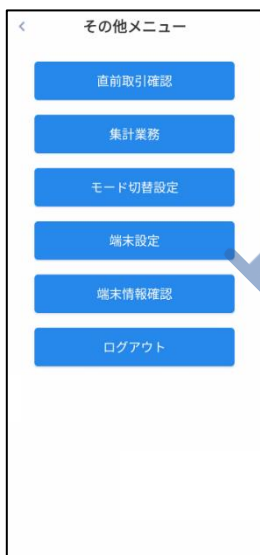 その他メニュー
直前取引確認
集計業務
モード切替設定
端末設定
端末情報確認
ログアウト